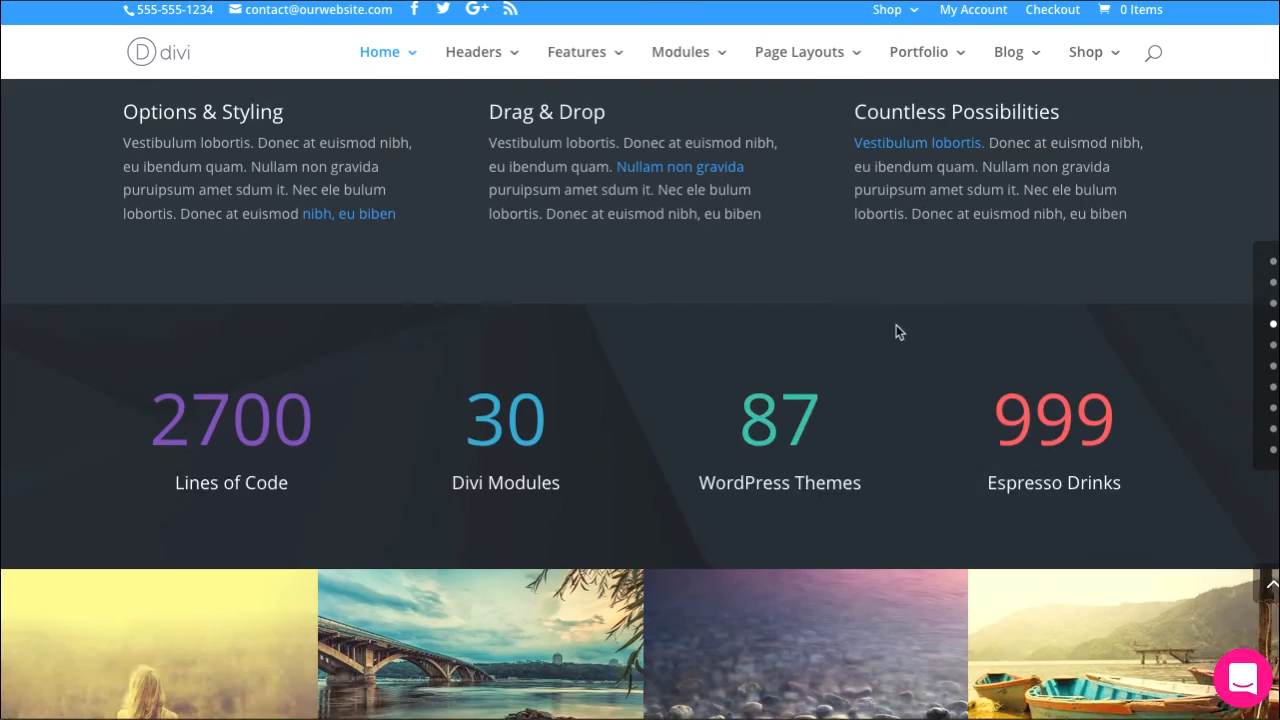 555-555-1234 contact@ourwebsite.com Shop My Account Checkout 0 Items
D divi Home Headers Features Modules Page Layouts Portfolio Blog Shop
Options & Styling
Vestibulum lobortis. Donec at euismod nibh,
eu ibendum quam. Nullam non gravida
puruipsum amet sdum it. Nec ele bulum
lobortis. Donec at euismod nibh, eu biben
Drag & Drop
Vestibulum lobortis. Donec at euismod nibh,
eu ibendum quam. Nullam non gravida
puruipsum amet sdum it. Nec ele bulum
lobortis. Donec at euismod nibh, eu biben
Countless Possibilities
Vestibulum lobortis. Donec at euismod nibh,
eu ibendum quam. Nullam non gravida
puruipsum amet sdum it. Nec ele bulum
lobortis. Donec at euismod nibh, eu biben
2700
Lines of Code
30
Divi Modules
87
WordPress Themes
999
Espresso Drinks